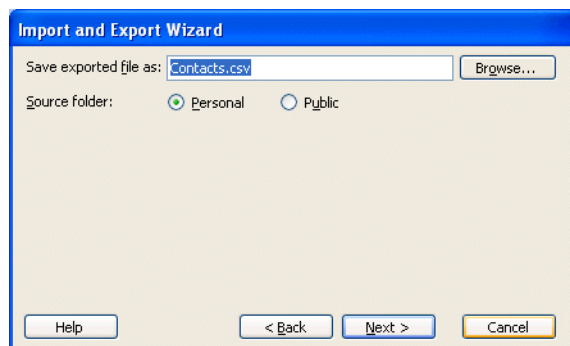 Import and Export Wizard
Save exported file as: Contacts.csv Browse...
Source folder: Personal Public
Help < Back Next > Cancel